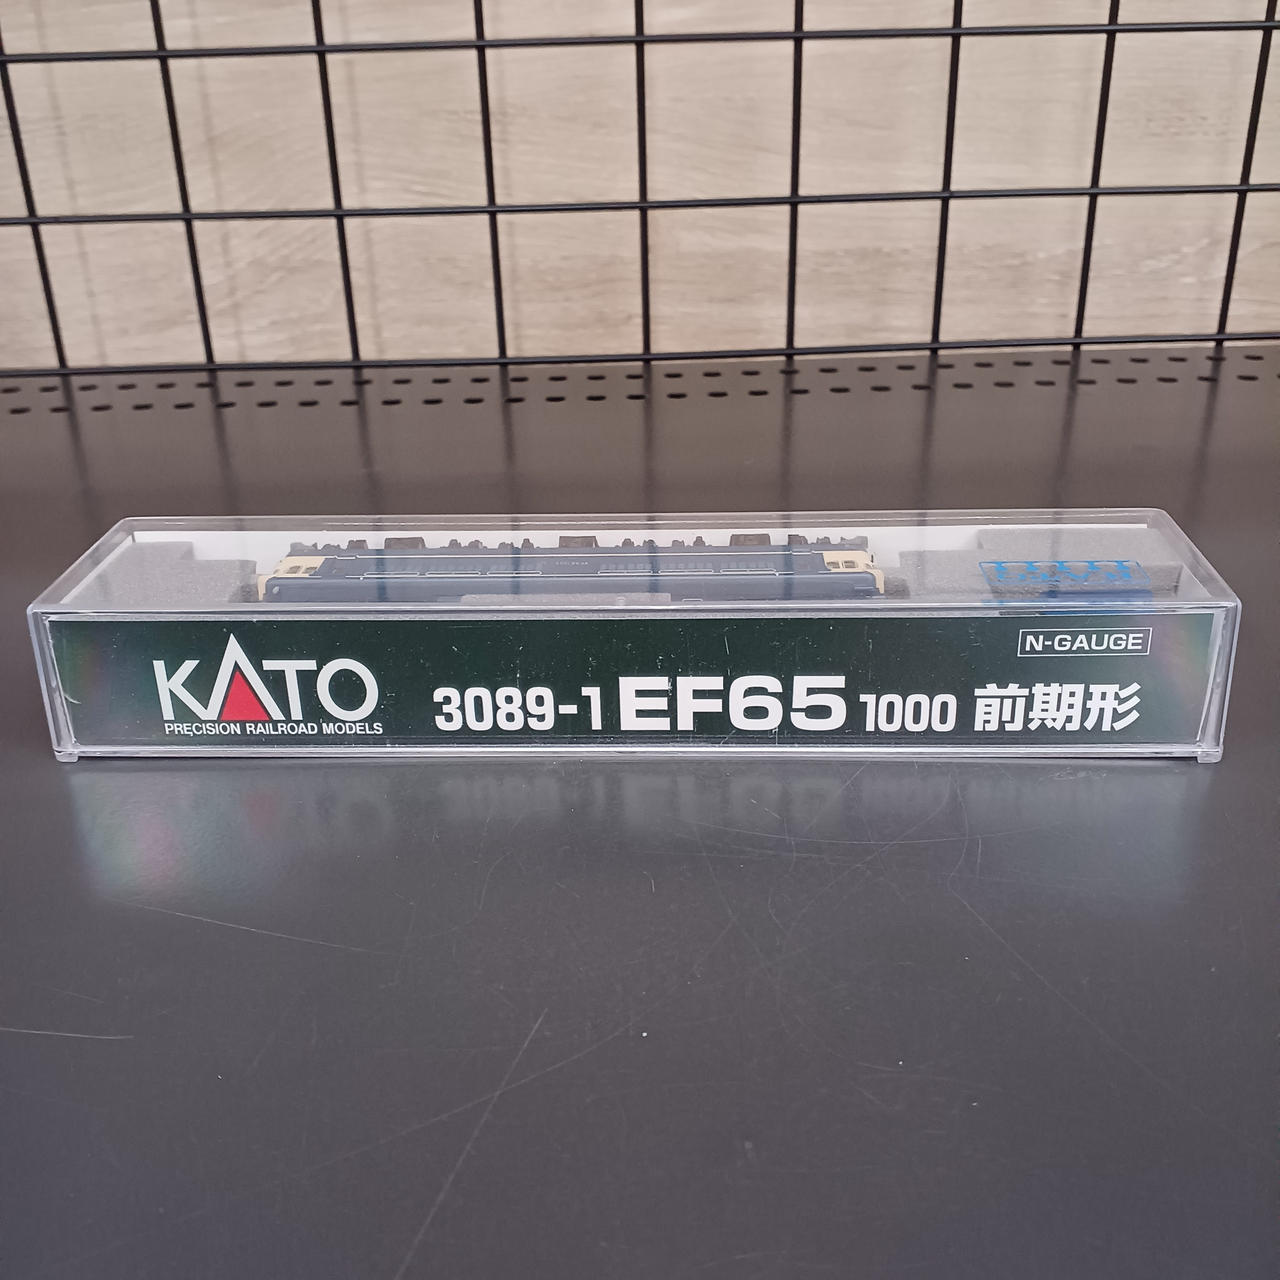 N-GAUGE
KATO
PRECISION RAILROAD MODELS
3089-1 EF65 1000 前期形